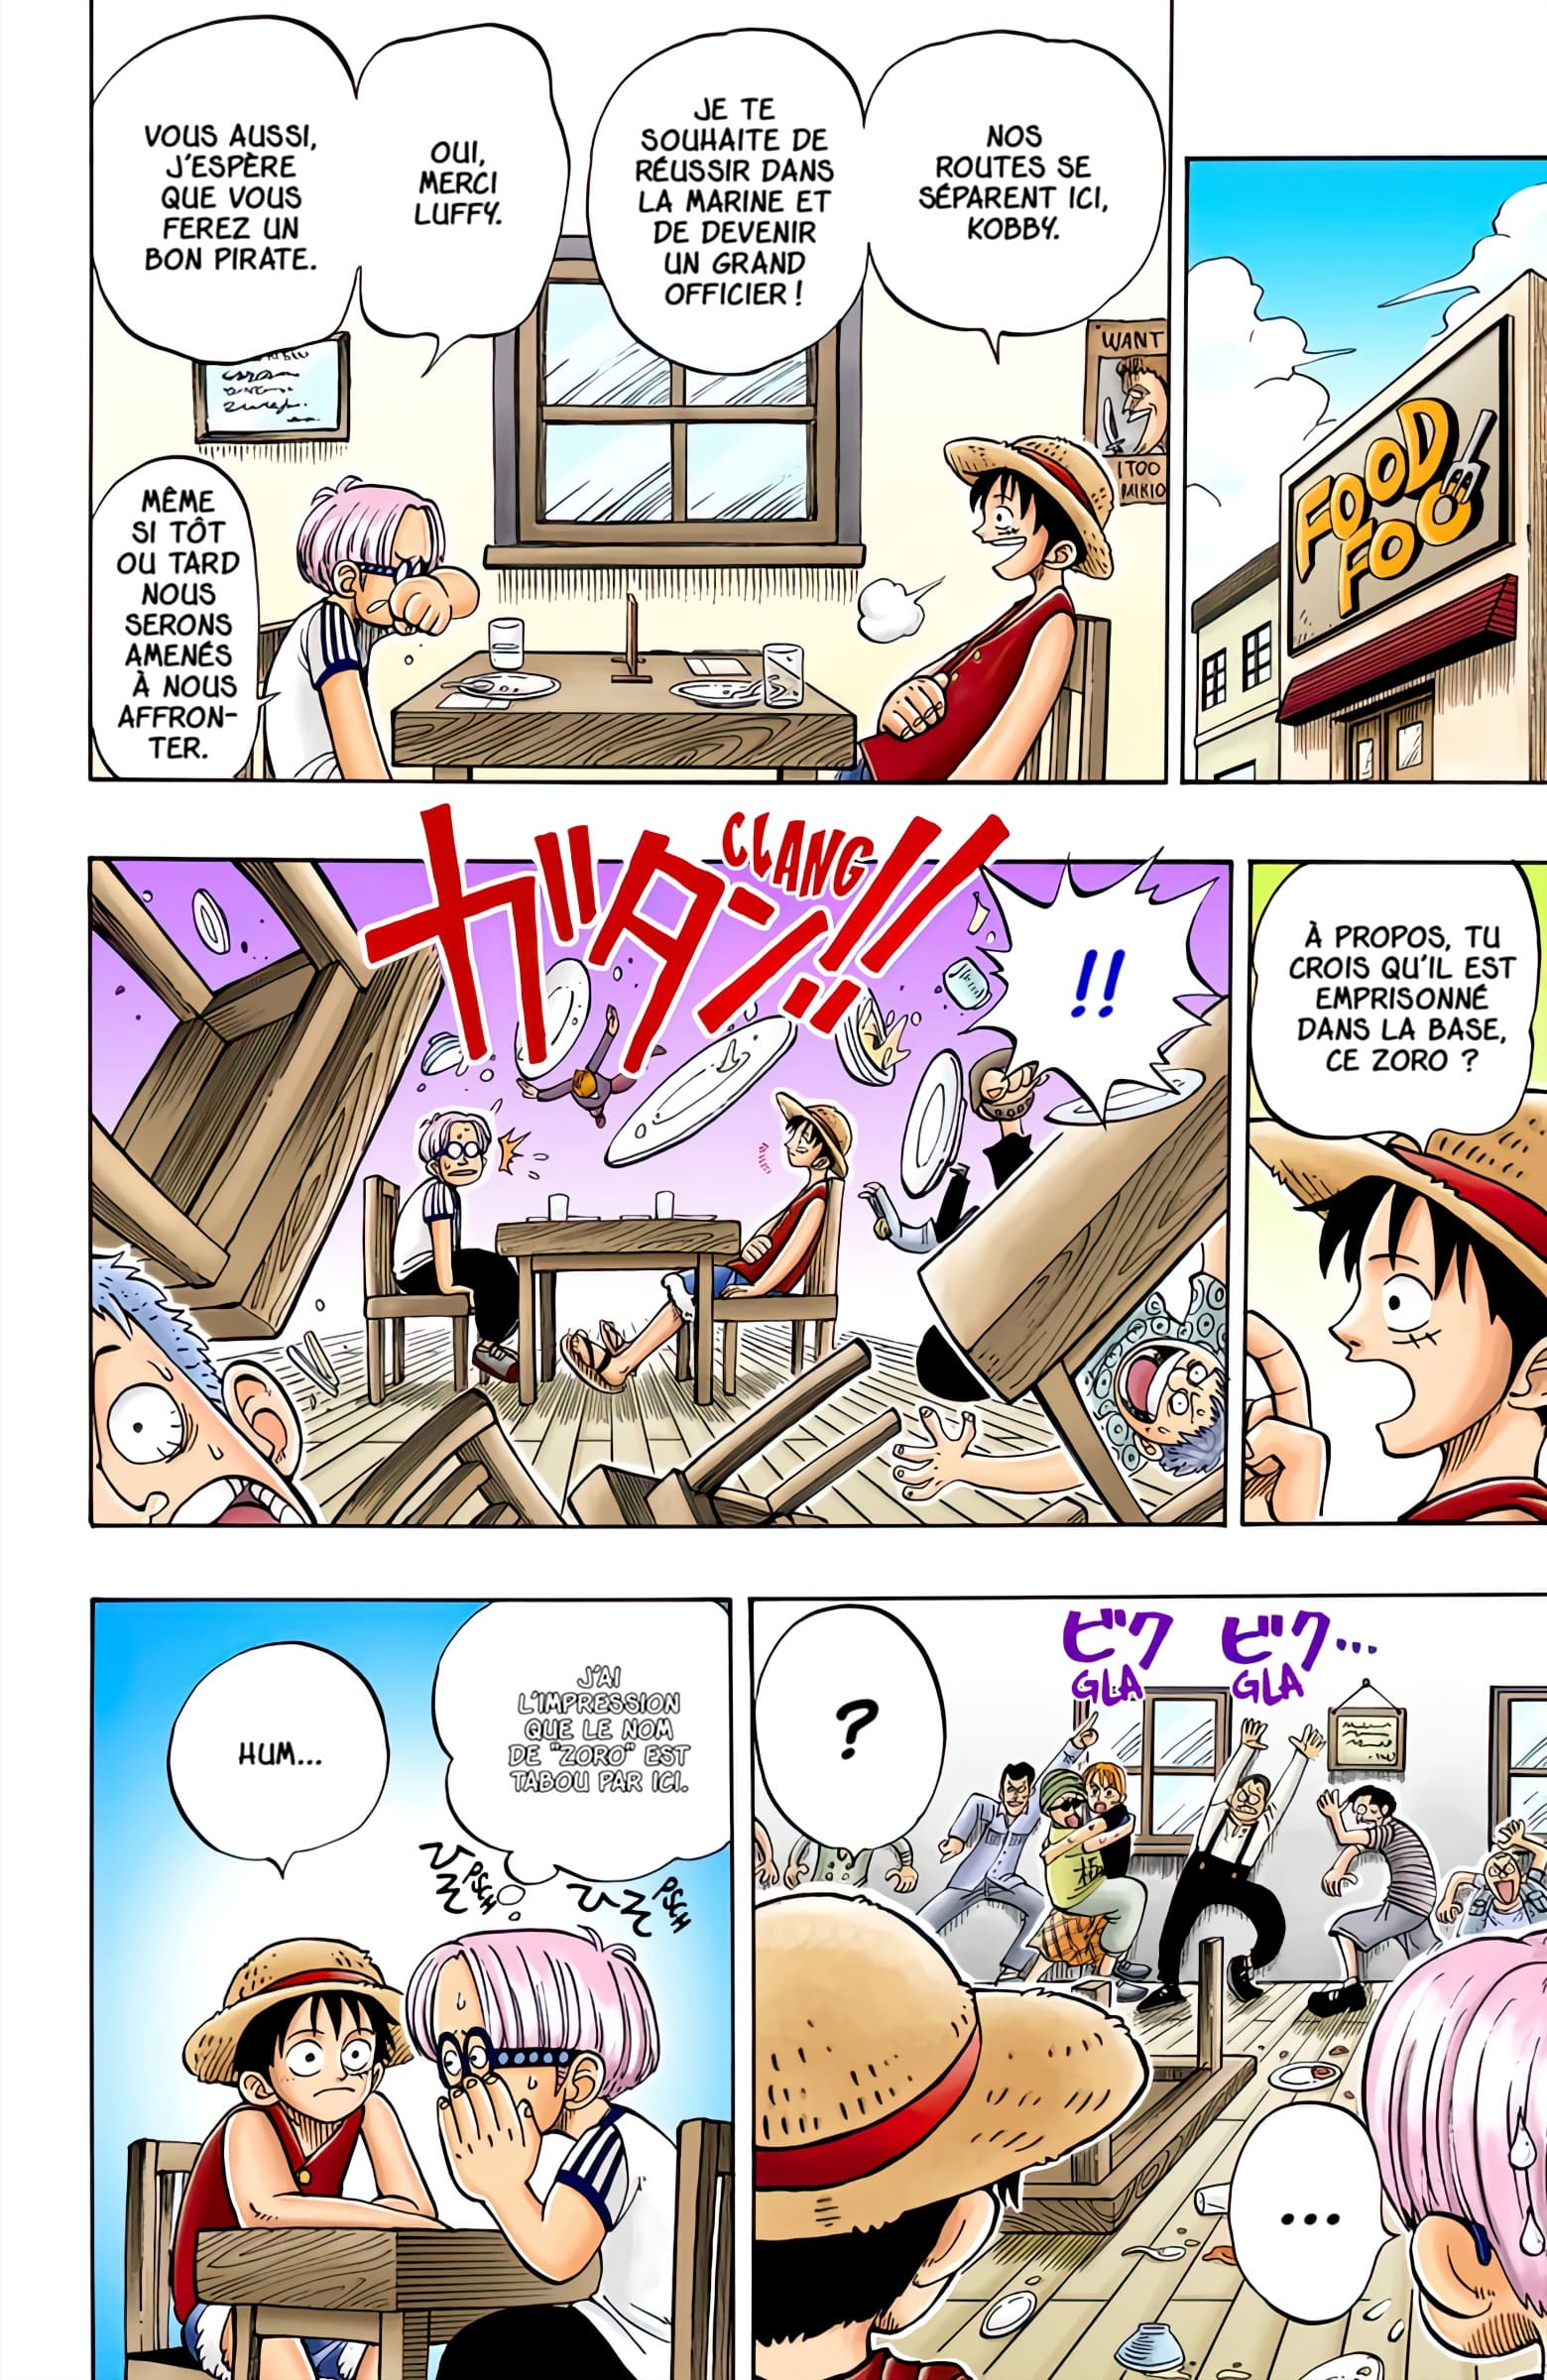 FOOD
FOO
NOS
ROUTES SE
SÉPARENT ICI,
KOBBY.
JE TE
SOUHAITE DE
RÉUSSIR DANS
LA MARINE ET
DE DEVENIR
UN GRAND
OFFICIER !
OUI,
MERCI
LUFFY.
VOUS AUSSI,
J'ESPÈRE
QUE VOUS
FEREZ UN
BON PIRATE.
MÊME
SI TÔT
OU TARD
NOUS
SERONS
AMENÉS
À NOUS
AFFRON-
TER.
WANT
ITOO
MIKIO
À PROPOS, TU
CROIS QU'IL EST
EMPRISONNÉ
DANS LA BASE,
CE ZORO ?
!!
ガタン!!
CLANG
ビク ビク...
GLA GLA
?
...
J'AI
L'IMPRESSION
QUE LE NOM
DE "ZORO" EST
TABOU PAR ICI.
HUM...
ひそ ひそ
PSCH PSCH